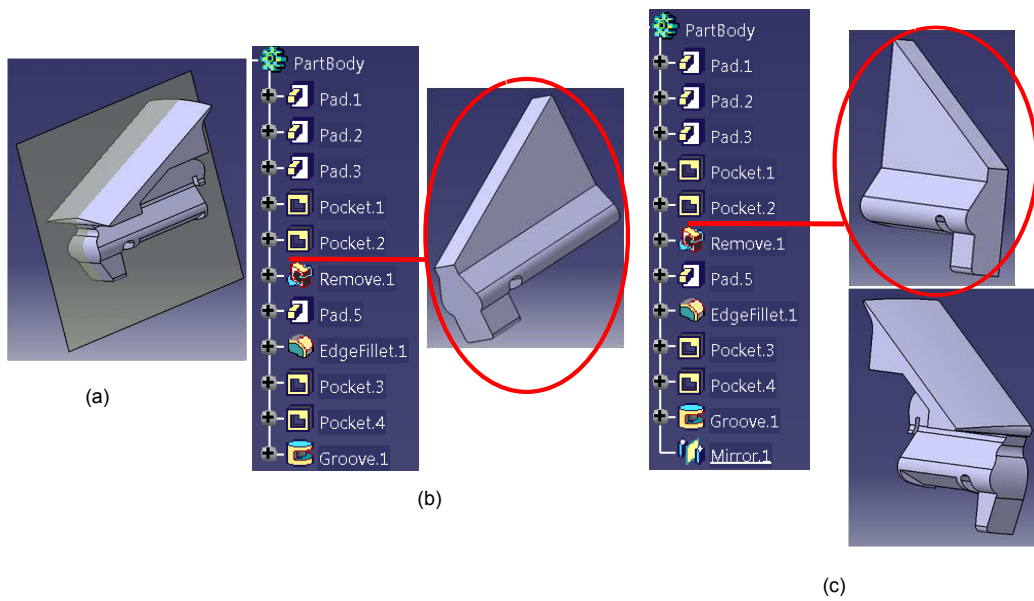 PartBody
Pad.1
Pad.2
Pad.3
Pocket.1
Pocket.2
Remove.1
Pad.5
EdgeFillet.1
Pocket.3
Pocket.4
Groove.1
PartBody
Pad.1
Pad.2
Pad.3
Pocket.1
Pocket.2
Remove.1
Pad.5
EdgeFillet.1
Pocket.3
Pocket.4
Groove.1
Mirror.1
(a)
(b)
(c)